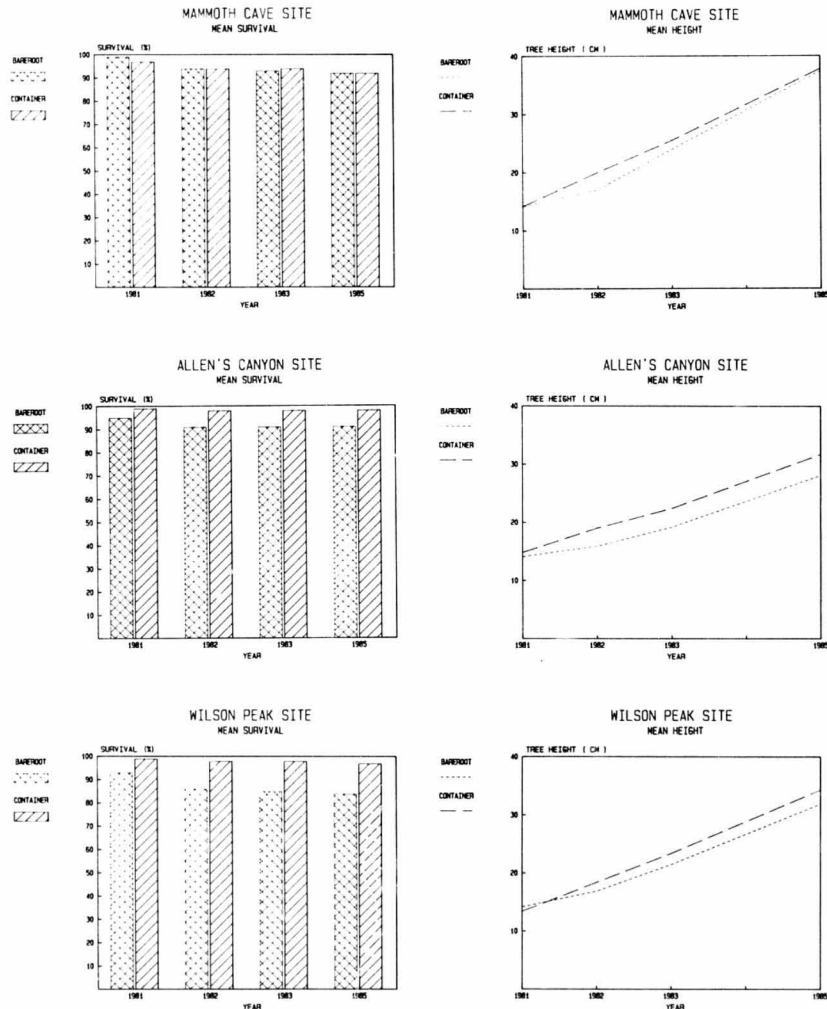 MAMMOTH CAVE SITE
MEAN SURVIVAL
SURVIVAL (%)
BAREROOT
CONTAINER
100
90
80
70
60
50
40
30
20
10
1981 1982 1983 1985
YEAR
MAMMOTH CAVE SITE
MEAN HEIGHT
TREE HEIGHT ( CM )
BAREROOT
CONTAINER
40
30
20
10
1981 1982 1983 1985
YEAR
ALLEN'S CANYON SITE
MEAN SURVIVAL
SURVIVAL (%)
BAREROOT
CONTAINER
100
90
80
70
60
50
40
30
20
10
1981 1982 1983 1985
YEAR
ALLEN'S CANYON SITE
MEAN HEIGHT
TREE HEIGHT ( CM )
BAREROOT
CONTAINER
40
30
20
10
1981 1982 1983 1985
YEAR
WILSON PEAK SITE
MEAN SURVIVAL
SURVIVAL (%)
BAREROOT
CONTAINER
100
90
80
70
60
50
40
30
20
10
1981 1982 1983 1985
YEAR
WILSON PEAK SITE
MEAN HEIGHT
TREE HEIGHT ( CM )
BAREROOT
CONTAINER
40
30
20
10
1981 1982 1983 1985
YEAR